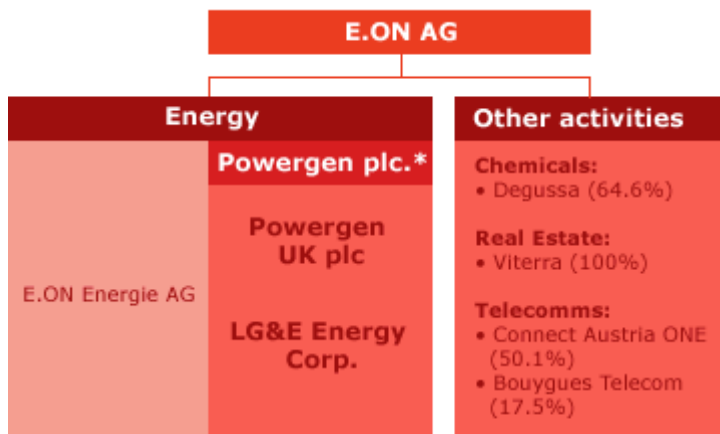 E.ON AG
Energy
Powergen plc.*
E.ON Energie AG
Powergen
UK plc
LG&E Energy
Corp.
Other activities
Chemicals:
• Degussa (64.6%)
Real Estate:
• Viterra (100%)
Telecomms:
• Connect Austria ONE
(50.1%)
• Bouygues Telecom
(17.5%)